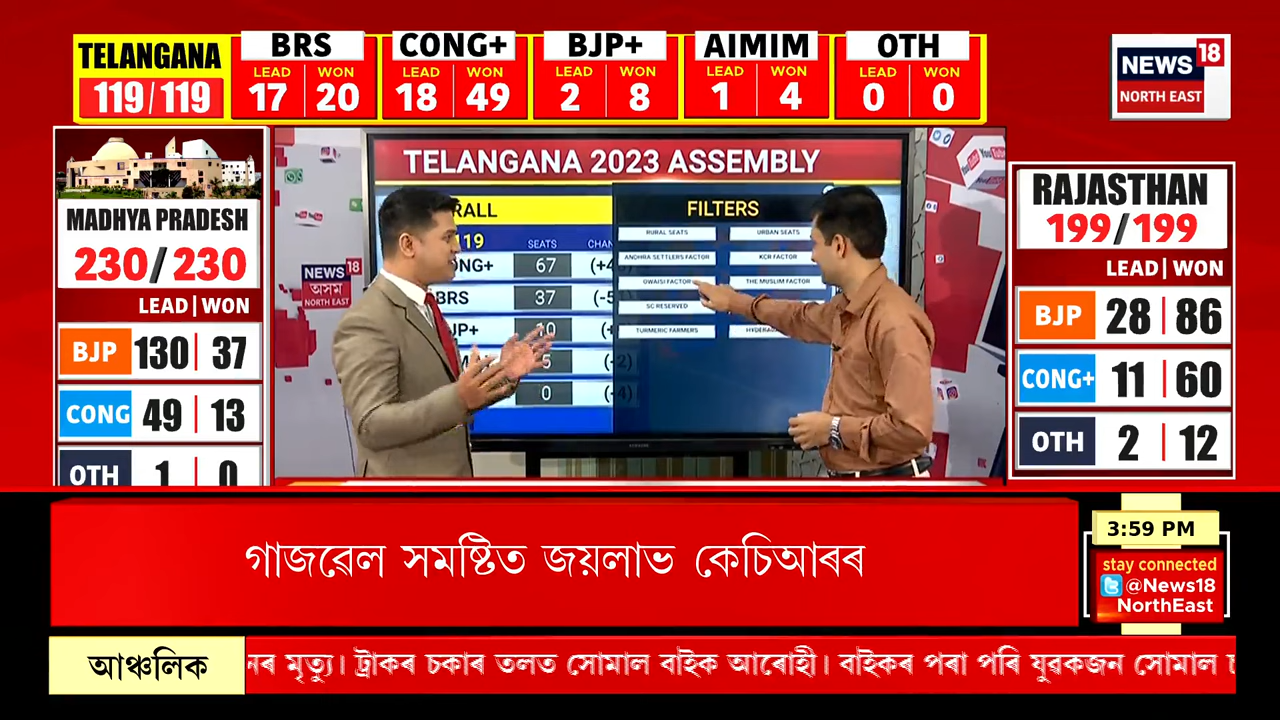 TELANGANA
119/119
BRS
LEAD WON
17 20
CONG+
LEAD WON
18 49
BJP+
LEAD WON
2 8
AIMIM
LEAD WON
1 4
OTH
LEAD WON
0 0
NEWS 18
NORTH EAST
MADHYA PRADESH
230/230
LEAD | WON
BJP 130 | 37
CONG 49 | 13
OTH 1 | 0
TELANGANA 2023 ASSEMBLY
SEATS
67
BRS 37
0
FILTERS
RURAL SEATS URBAN SEATS
ANDHRA SETTLERS FACTOR KCR FACTOR
OWAISI FACTOR THE MUSLIM FACTOR
SC RESERVED
TURMERIC FARMERS
NEWS 18
অসম
NORTH EAST
RAJASTHAN
199/199
LEAD | WON
BJP 28 | 86
CONG+ 11 | 60
OTH 2 | 12
গাজৱেল সমষ্টিত জয়লাভ কেচিআৰৰ
3:59 PM
stay connected
@News18
NorthEast
আঞ্চলিক
নৰ মৃত্যু। ট্ৰাকৰ চকাৰ তলত সোমাল বাইক আৰোহী। বাইকৰ পৰা পৰি যুৱকজন সোমাল